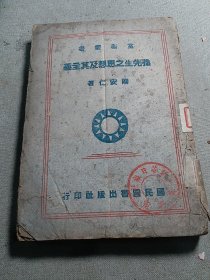 孫先生之思想及其主義
陳安仁著
國民圖書出版社印行